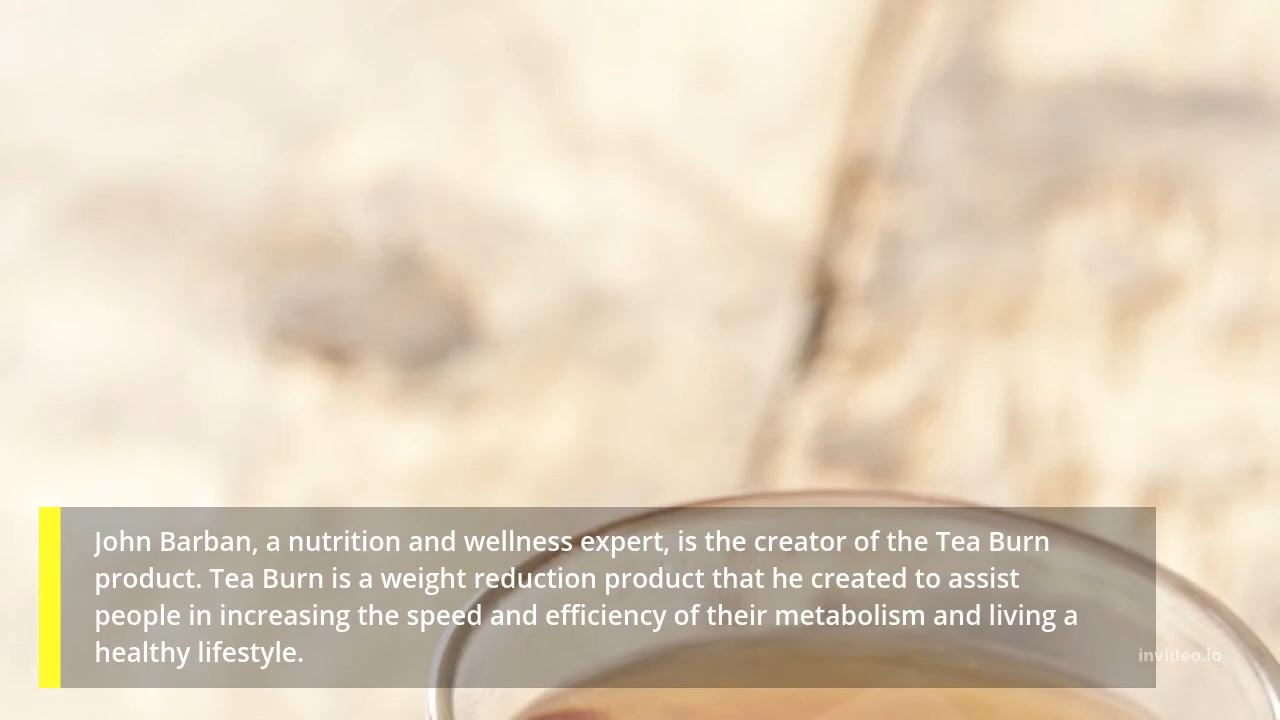 John Barban, a nutrition and wellness expert, is the creator of the Tea Burn
product. Tea Burn is a weight reduction product that he created to assist
people in increasing the speed and efficiency of their metabolism and living a
healthy lifestyle.
invideo.io